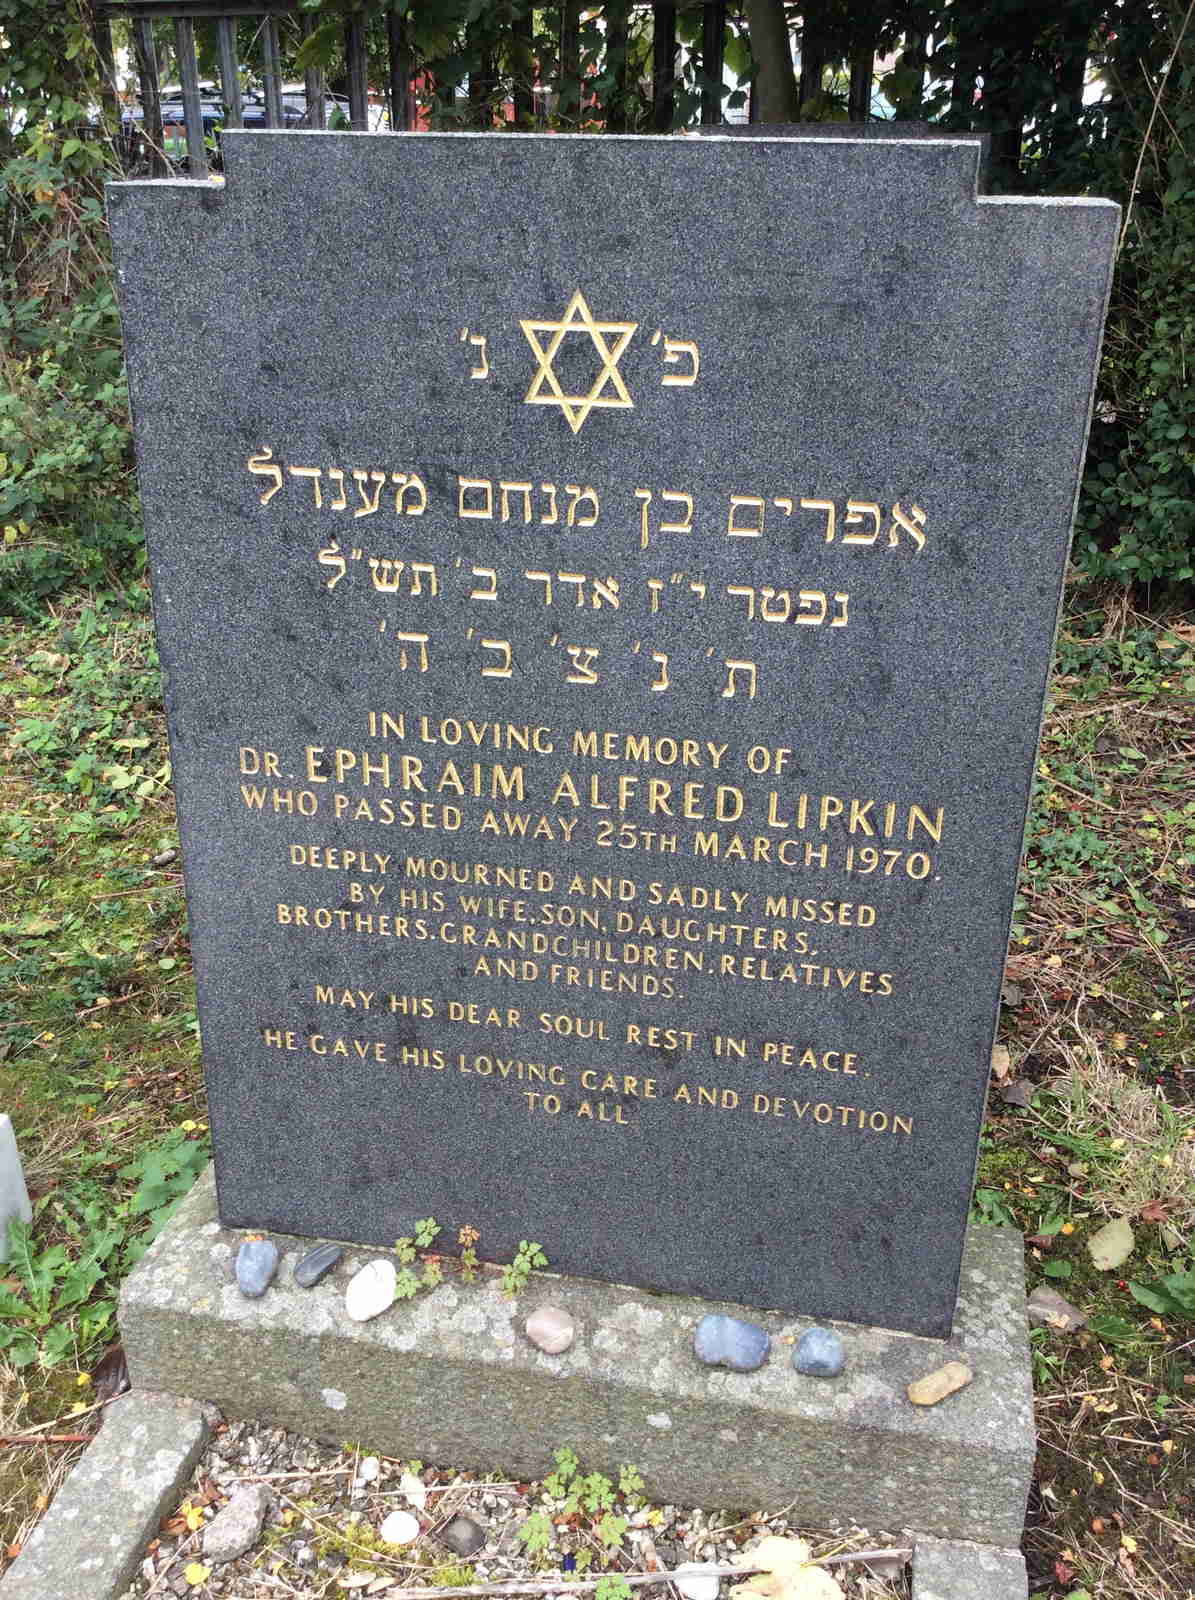 פ' נ'
אפרים בן מנחם מענדל
נפטר י"ז אדר ב' תש"ל
ת' נ' צ' ב' ה'
IN LOVING MEMORY OF
DR. EPHRAIM ALFRED LIPKIN
WHO PASSED AWAY 25TH MARCH 1970.
DEEPLY MOURNED AND SADLY MISSED
BY HIS WIFE, SON, DAUGHTERS,
BROTHERS, GRANDCHILDREN, RELATIVES
AND FRIENDS.
MAY HIS DEAR SOUL REST IN PEACE.
HE GAVE HIS LOVING CARE AND DEVOTION
TO ALL